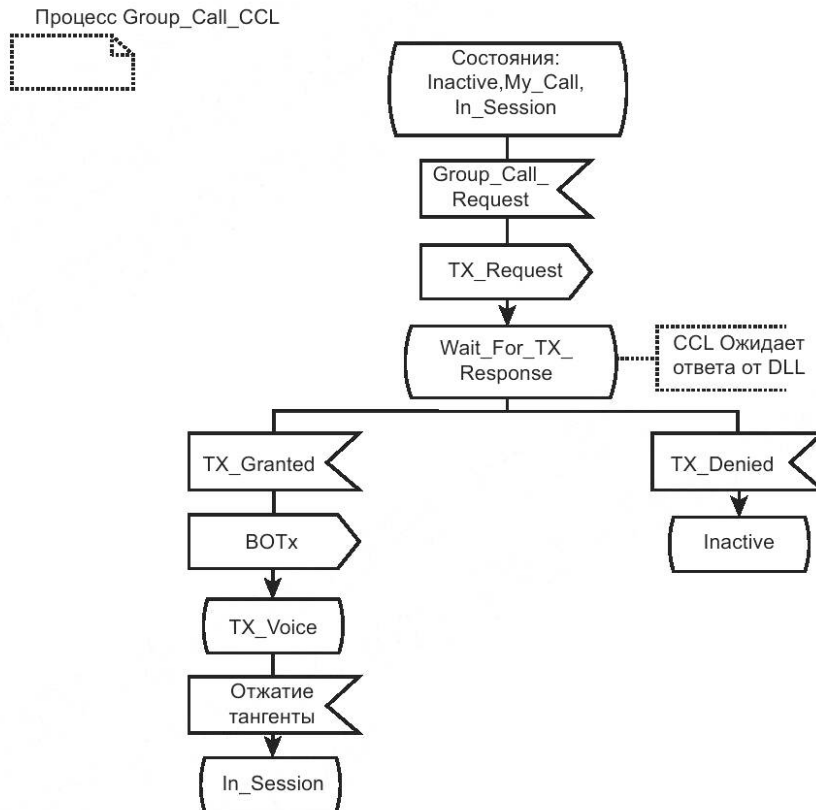 Процесс Group_Call_CCL
Состояния:
Inactive,My_Call,
In_Session
Group_Call_
Request
TX_Request
Wait_For_TX_
Response
CCL Ожидает
ответа от DLL
TX_Granted
TX_Denied
BOTx
Inactive
TX_Voice
Отжатие
тангенты
In_Session